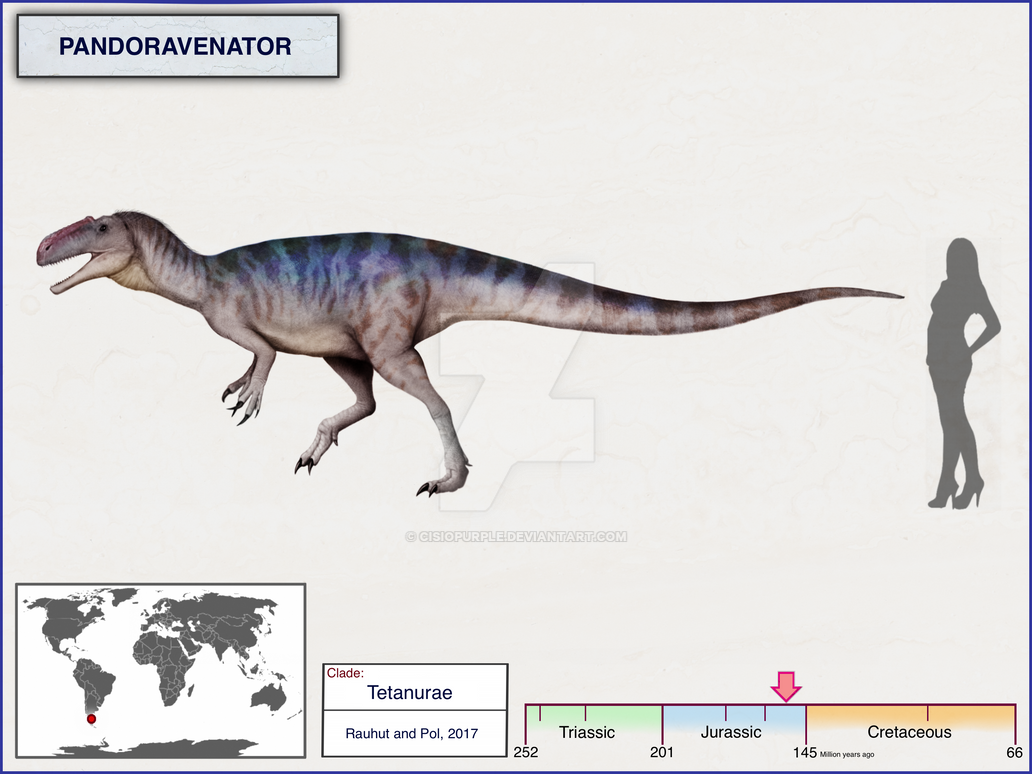 PANDORAVENATOR
© CISIOPURPLE.DEVIANTART.COM
Clade:
Tetanurae
Rauhut and Pol, 2017
Triassic Jurassic Cretaceous
252 201 145 Million years ago 66